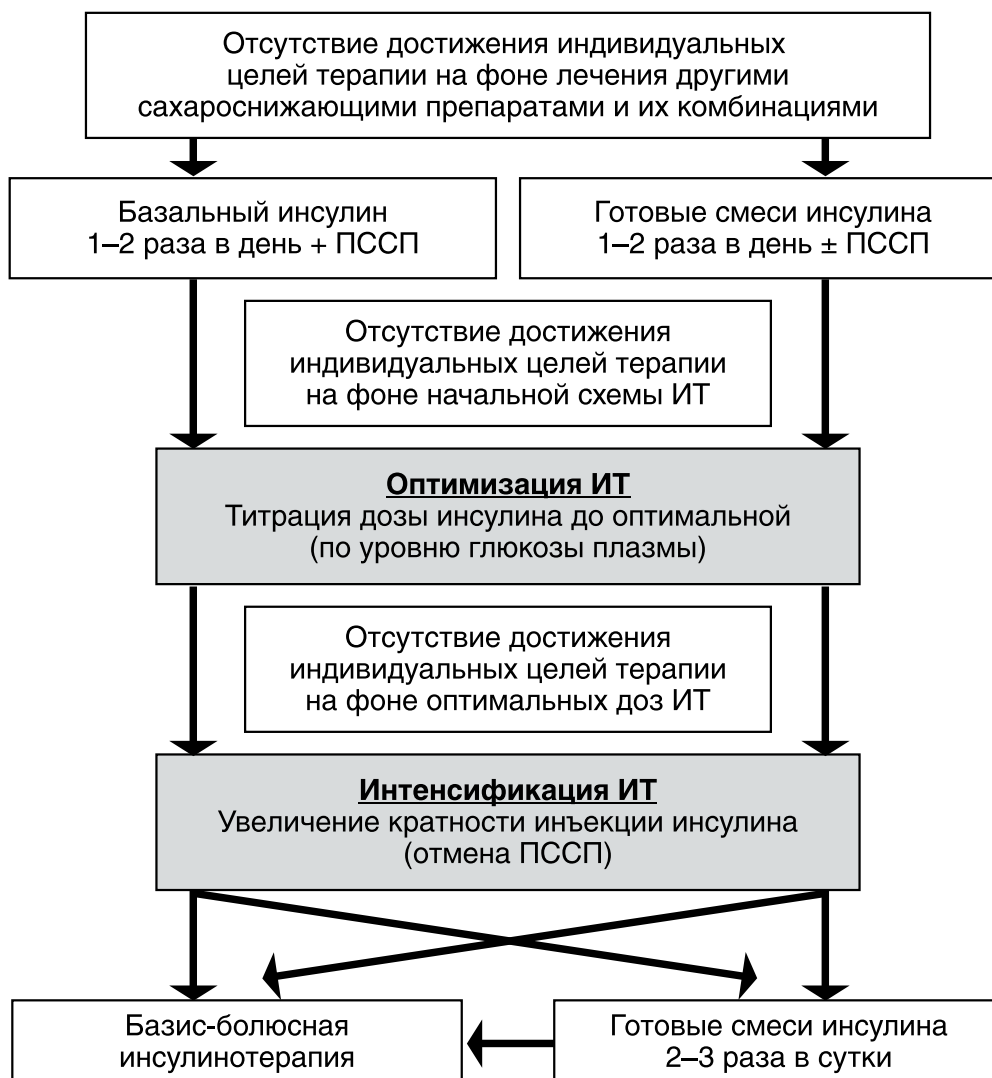 Отсутствие достижения индивидуальных
целей терапии на фоне лечения другими
сахароснижающими препаратами и их комбинациями
Базальный инсулин
1–2 раза в день + ПССП
Готовые смеси инсулина
1–2 раза в день ± ПССП
Отсутствие достижения
индивидуальных целей терапии
на фоне начальной схемы ИТ
Оптимизация ИТ
Титрация дозы инсулина до оптимальной
(по уровню глюкозы плазмы)
Отсутствие достижения
индивидуальных целей терапии
на фоне оптимальных доз ИТ
Интенсификация ИТ
Увеличение кратности инъекции инсулина
(отмена ПССП)
Базис-болюсная
инсулинотерапия
Готовые смеси инсулина
2–3 раза в сутки